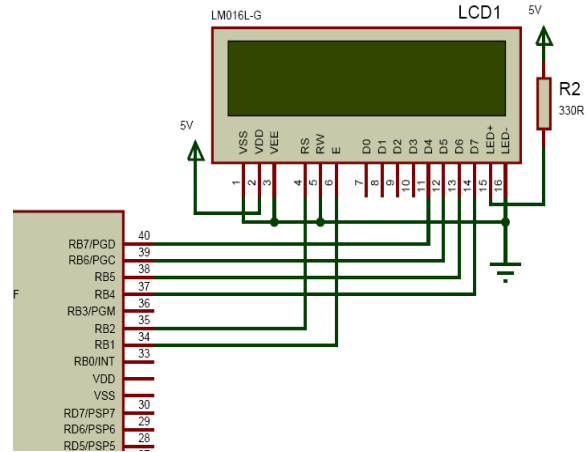 LM016L-G
LCD1
5V
R2
330R
5V
VSS VDD VEE RS RW E D0 D1 D2 D3 D4 D5 D6 D7 LED+ LED-
1 2 3 4 5 6 7 8 9 10 11 12 13 14 15 16
RB7/PGD 40
RB6/PGC 39
RB5 38
F RB4 37
RB3/PGM 36
RB2 35
RB1 34
RB0/INT 33
VDD
VSS
RD7/PSP7 30
RD6/PSP6 29
RD5/PSP5 28